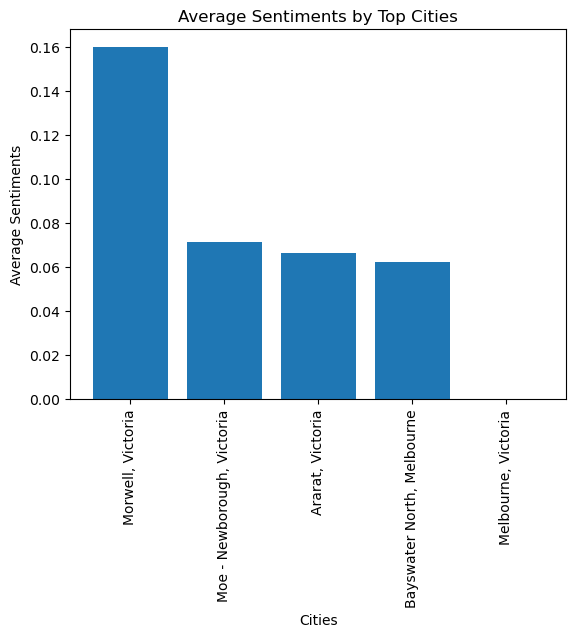 Average Sentiments by Top Cities
Average Sentiments
0.16
0.14
0.12
0.10
0.08
0.06
0.04
0.02
0.00
Morwell, Victoria
Moe - Newborough, Victoria
Ararat, Victoria
Bayswater North, Melbourne
Melbourne, Victoria
Cities